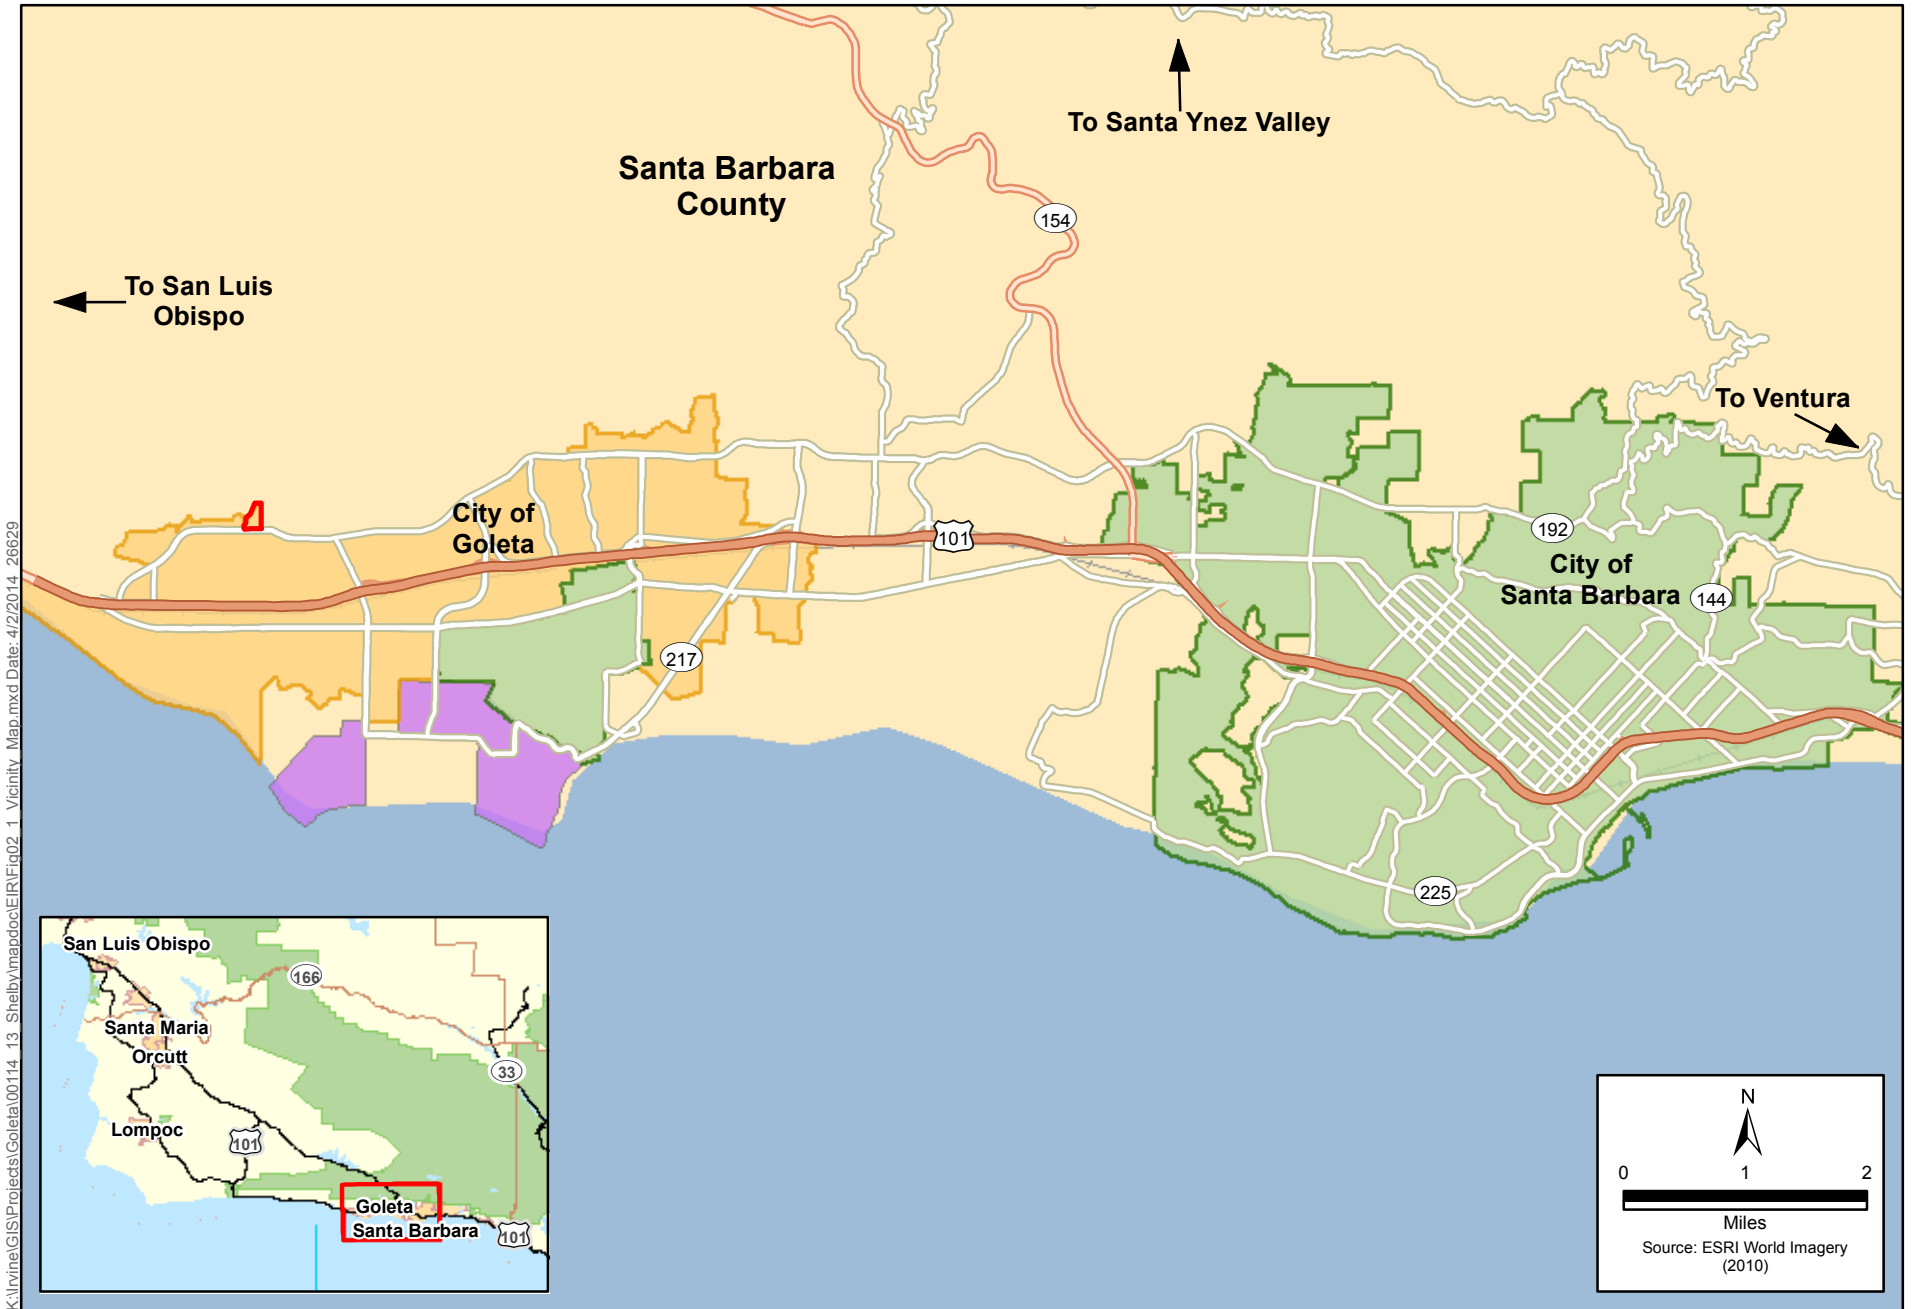 To Santa Ynez Valley
Santa Barbara
County
154
To San Luis
Obispo
To Ventura
City of
Goleta
101
192
City of
Santa Barbara
144
217
225
San Luis Obispo
166
Santa Maria
Orcutt
33
Lompoc
101
Goleta
Santa Barbara
101
N
0 1 2
Miles
Source: ESRI World Imagery
(2010)
K:\Irvine\GIS\Projects\Goleta\00114_13_Shelby\mapdoc\EIR\Fig02_1_Vicinity_Map.mxd Date: 4/2/2014 26629